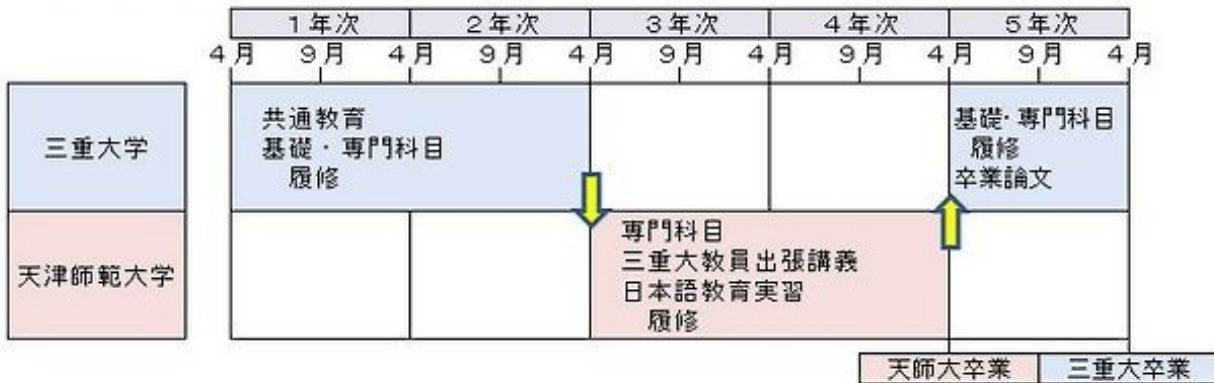 1年次 2年次 3年次 4年次 5年次
4月 9月 4月 9月 4月 9月 4月 9月 4月 9月 4月
三重大学
共通教育
基礎・専門科目
履修
基礎・専門科目
履修
卒業論文
天津師範大学
専門科目
三重大教員出張講義
日本語教育実習
履修
天師大卒業 三重大卒業